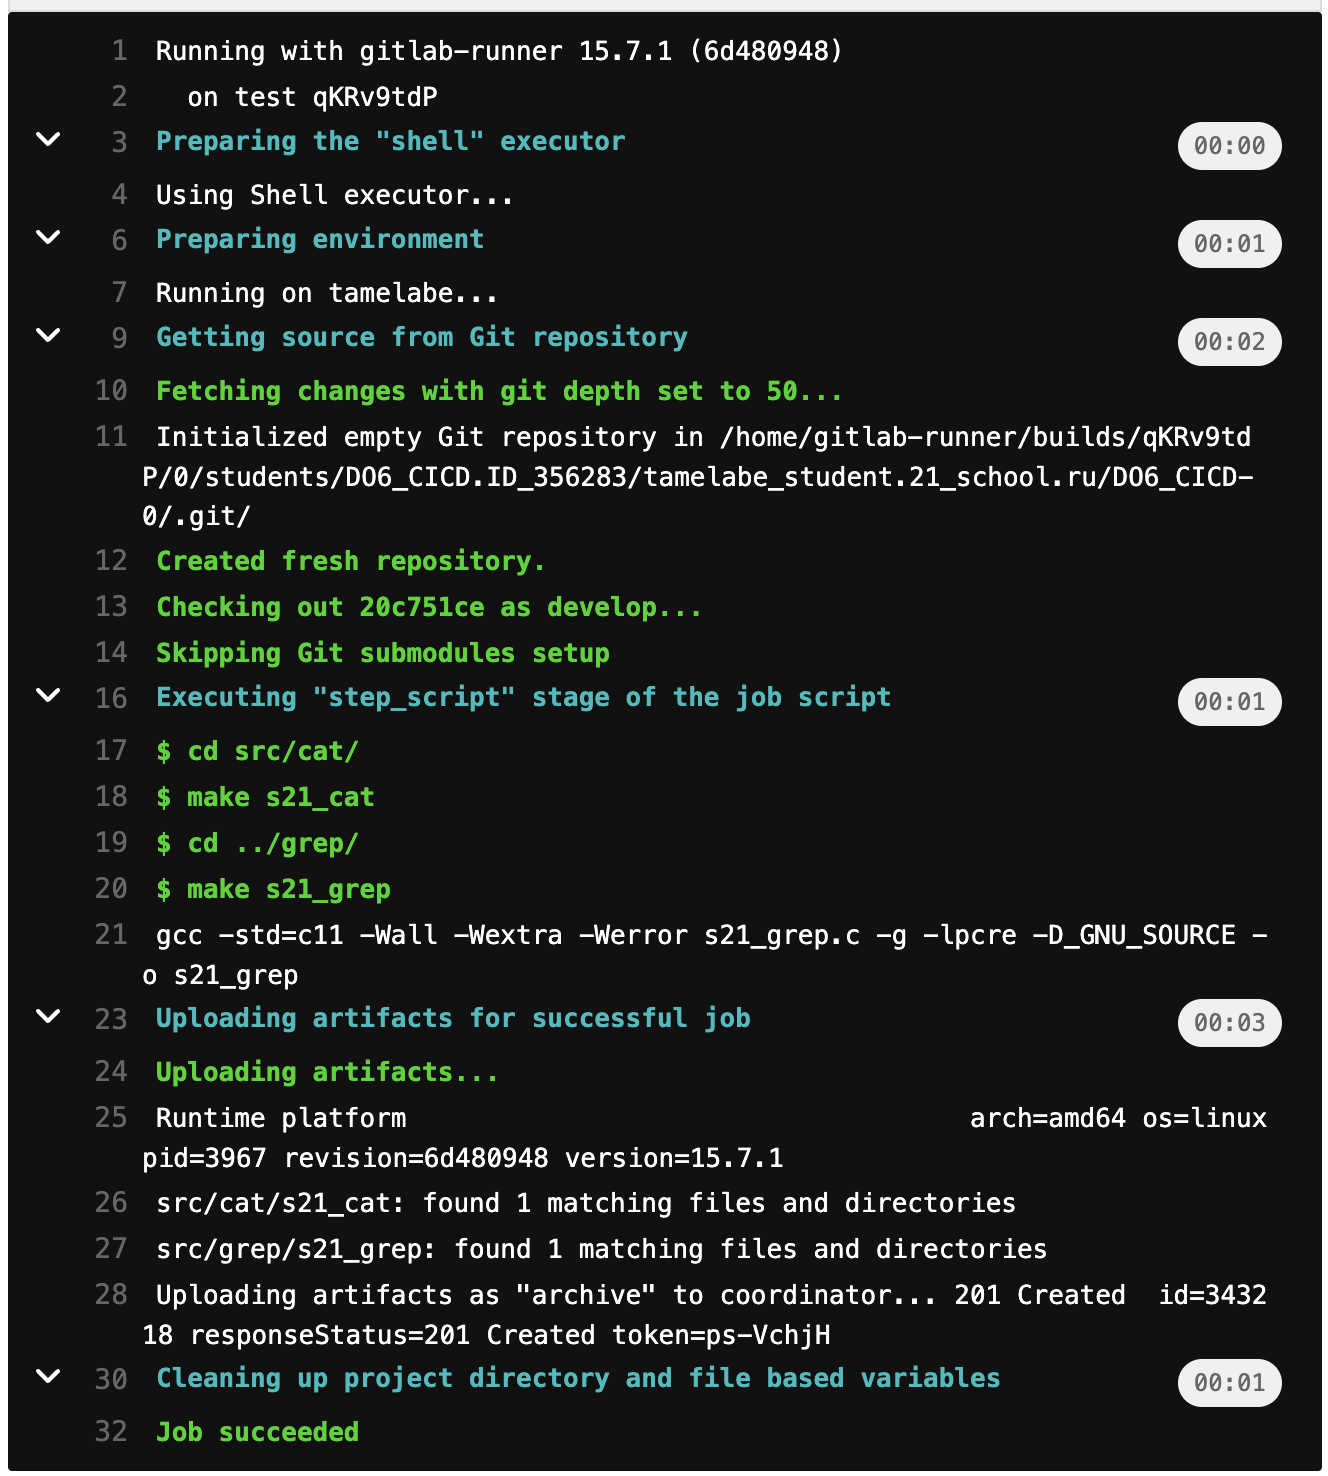 1 Running with gitlab-runner 15.7.1 (6d480948)
2 on test qKRv9tdP
3 Preparing the "shell" executor 00:00
4 Using Shell executor...
6 Preparing environment 00:01
7 Running on tamelabe...
9 Getting source from Git repository 00:02
10 Fetching changes with git depth set to 50...
11 Initialized empty Git repository in /home/gitlab-runner/builds/qKRv9td
P/0/students/DO6_CICD.ID_356283/tamelabe_student.21_school.ru/DO6_CICD-
0/.git/
12 Created fresh repository.
13 Checking out 20c751ce as develop...
14 Skipping Git submodules setup
16 Executing "step_script" stage of the job script 00:01
17 $ cd src/cat/
18 $ make s21_cat
19 $ cd ../grep/
20 $ make s21_grep
21 gcc -std=c11 -Wall -Wextra -Werror s21_grep.c -g -lpcre -D_GNU_SOURCE -
o s21_grep
23 Uploading artifacts for successful job 00:03
24 Uploading artifacts...
25 Runtime platform arch=amd64 os=linux
pid=3967 revision=6d480948 version=15.7.1
26 src/cat/s21_cat: found 1 matching files and directories
27 src/grep/s21_grep: found 1 matching files and directories
28 Uploading artifacts as "archive" to coordinator... 201 Created id=3432
18 responseStatus=201 Created token=ps-VchjH
30 Cleaning up project directory and file based variables 00:01
32 Job succeeded